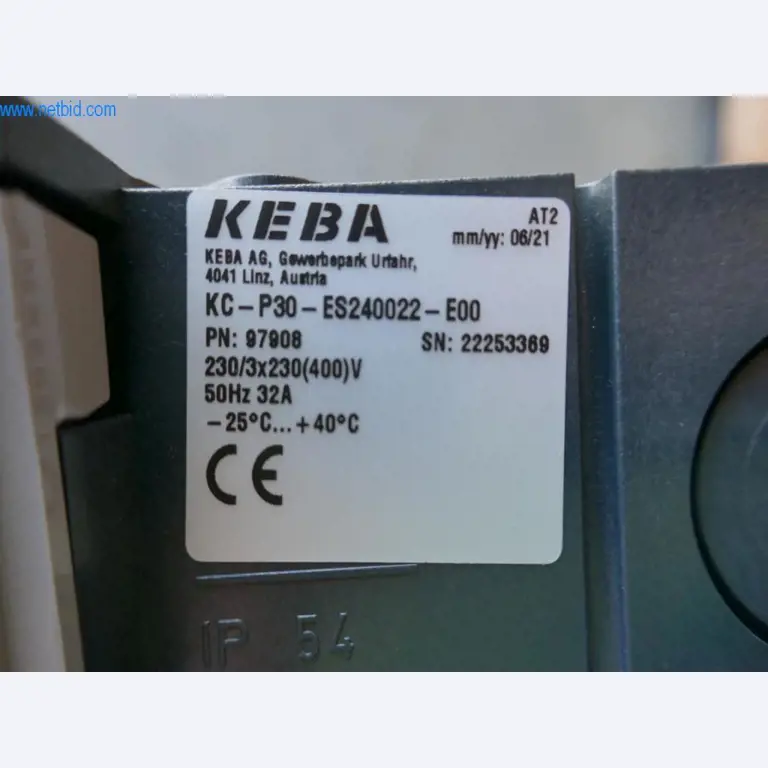 www.netbid.com
KEBA
AT2
mm/yy: 06/21
KEBA AG, Gewerbepark Urfahr,
4041 Linz, Austria
KC-P30-ES240022-E00
PN: 97908 SN: 22253369
230/3x230(400)V
50Hz 32A
-25°C...+40°C
CE
IP 54